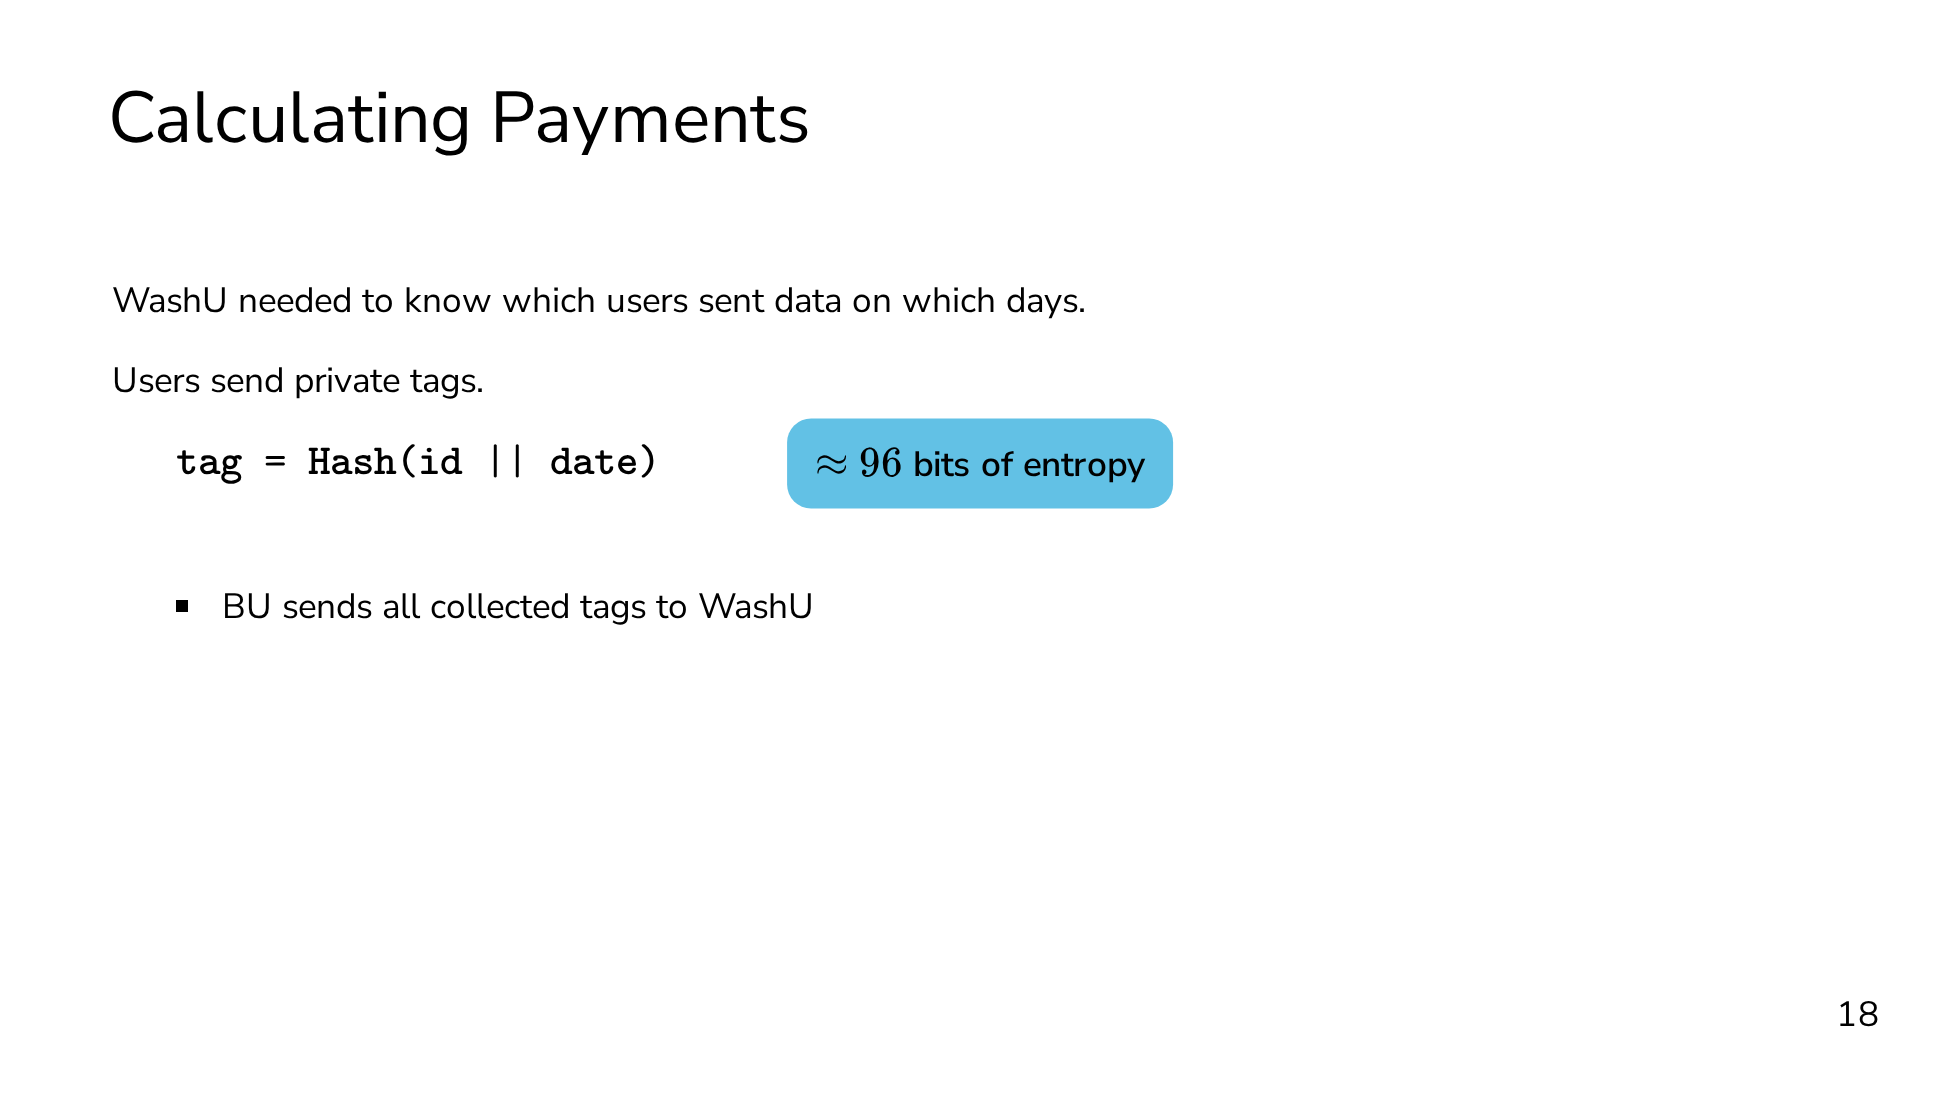 Calculating Payments
WashU needed to know which users sent data on which days.
Users send private tags.
tag = Hash(id || date)
≈ 96 bits of entropy
▪ BU sends all collected tags to WashU
18